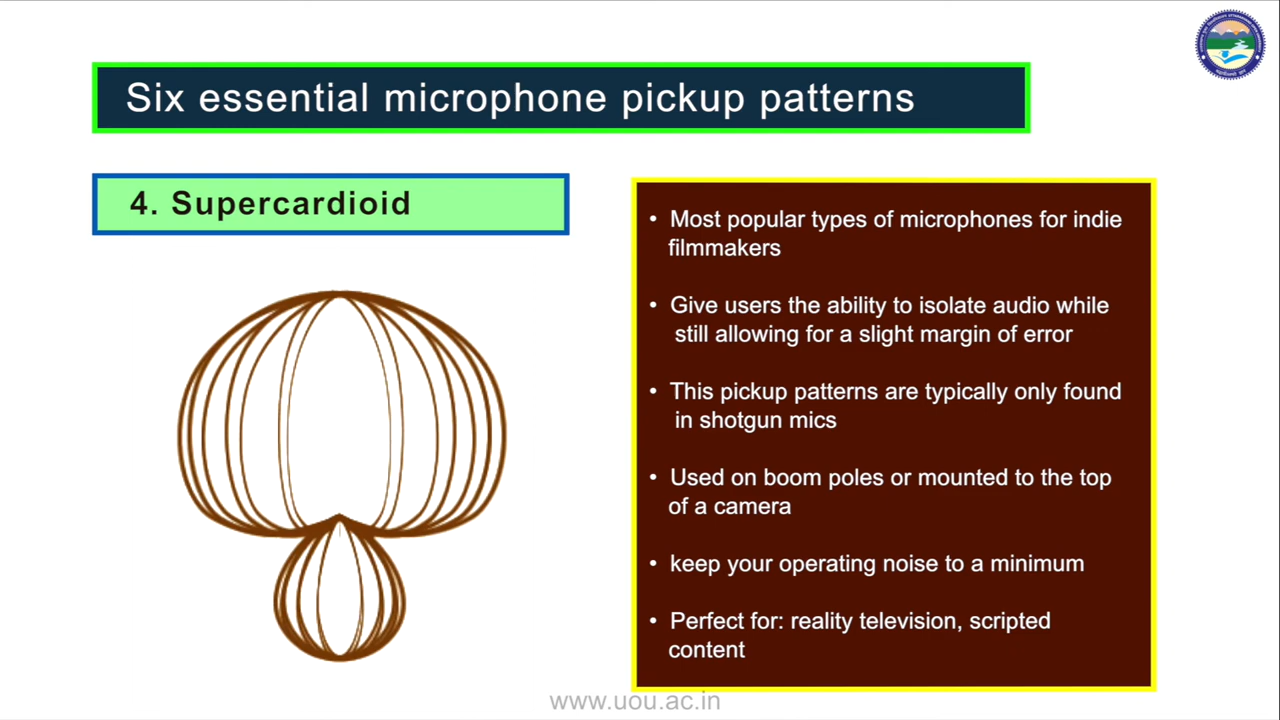 Six essential microphone pickup patterns
4. Supercardioid
• Most popular types of microphones for indie
filmmakers
• Give users the ability to isolate audio while
still allowing for a slight margin of error
• This pickup patterns are typically only found
in shotgun mics
• Used on boom poles or mounted to the top
of a camera
• keep your operating noise to a minimum
• Perfect for: reality television, scripted
content
www.uou.ac.in